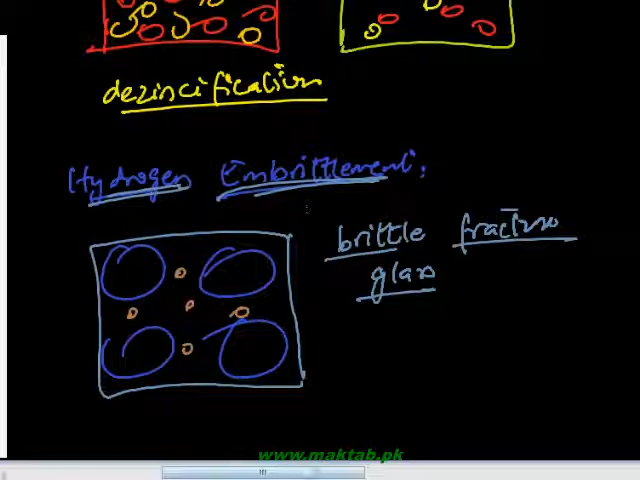 dezincification
Hydrogen Embrittlement.
brittle fracture
glass
www.maktab.pk